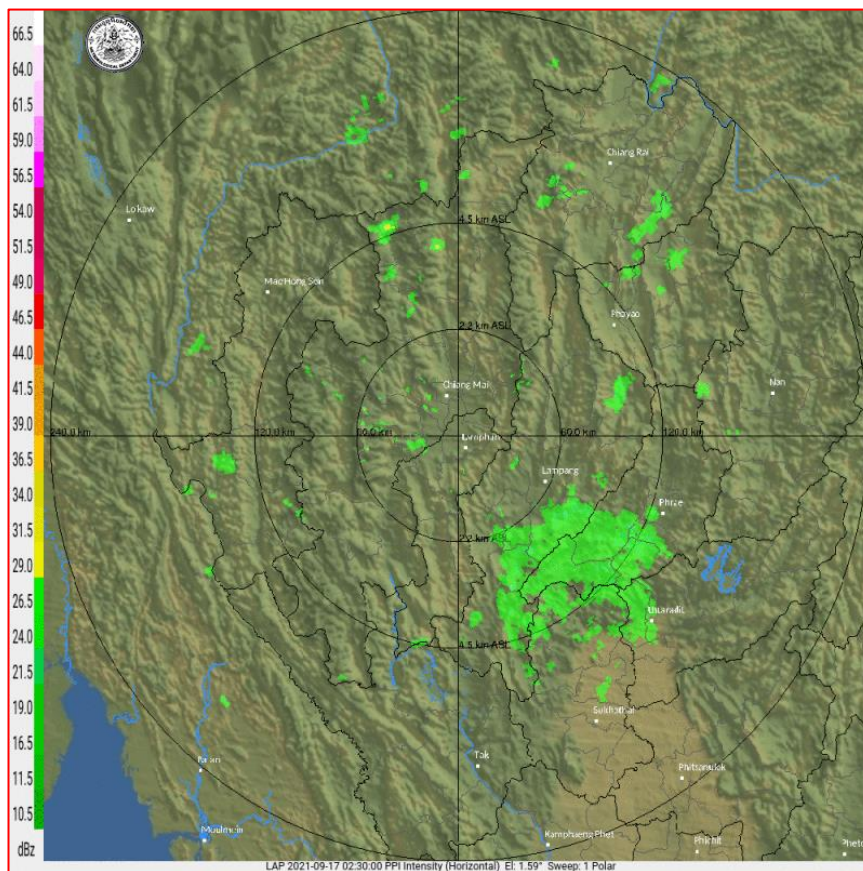 66.5
64.0
61.5
59.0
56.5
54.0
51.5
49.0
46.5
44.0
41.5
39.0
36.5
34.0
31.5
29.0
26.5
24.0
21.5
19.0
16.5
14.0
11.5
10.5
dBz
Chiang Rai
Loikaw
4.5 km ASL
Mae Hong Son
Phayao
2.2 km ASL
Chiang Mai
Nan
240.0 km
120.0 km
60.0 km
60.0 km
120.0 km
Lamphun
Lampang
Phrae
2.2 km ASL
Uttaradit
4.5 km ASL
Sukhothai
Tak
Pa-an
Phitsanulok
Moulmein
Kamphaeng Phet
Phichit
LAP 2021-09-17 02:30:00 PPI Intensity (Horizontal) El: 1.59° Sweep: 1 Polar